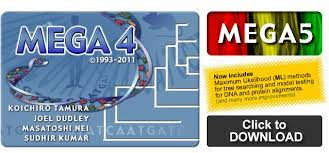 MEGA 4
©1993-2011
KOICHIRO TAMURA
JOEL DUDLEY
MASATOSHI NEI
SUDHIR KUMAR
MEGA5
Now includes
Maximum Likelihood (ML) methods
for tree searching and model testing
for DNA and protein alignments.
(and many more improvements)
Click to
DOWNLOAD